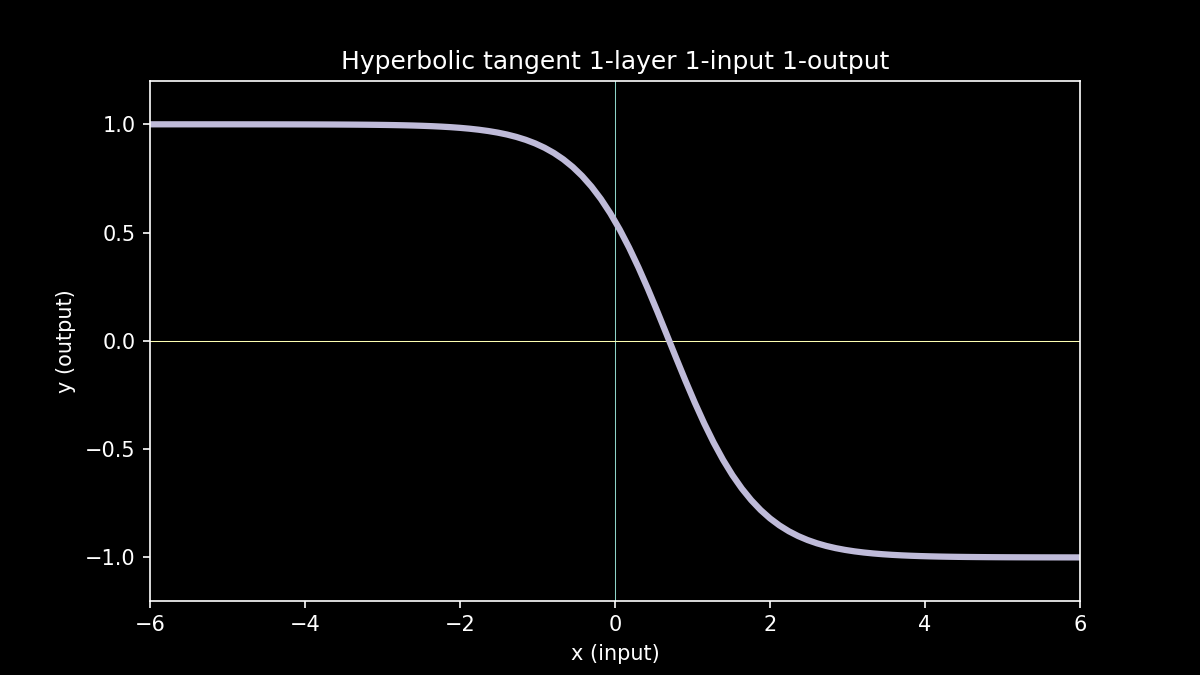 Hyperbolic tangent 1-layer 1-input 1-output
1.0
0.5
0.0
−0.5
−1.0
y (output)
−6 −4 −2 0 2 4 6
x (input)